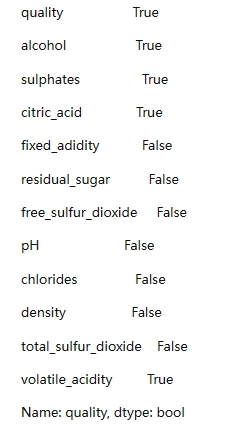 quality True
alcohol True
sulphates True
citric_acid True
fixed_adidity False
residual_sugar False
free_sulfur_dioxide False
pH False
chlorides False
density False
total_sulfur_dioxide False
volatile_acidity True
Name: quality, dtype: bool